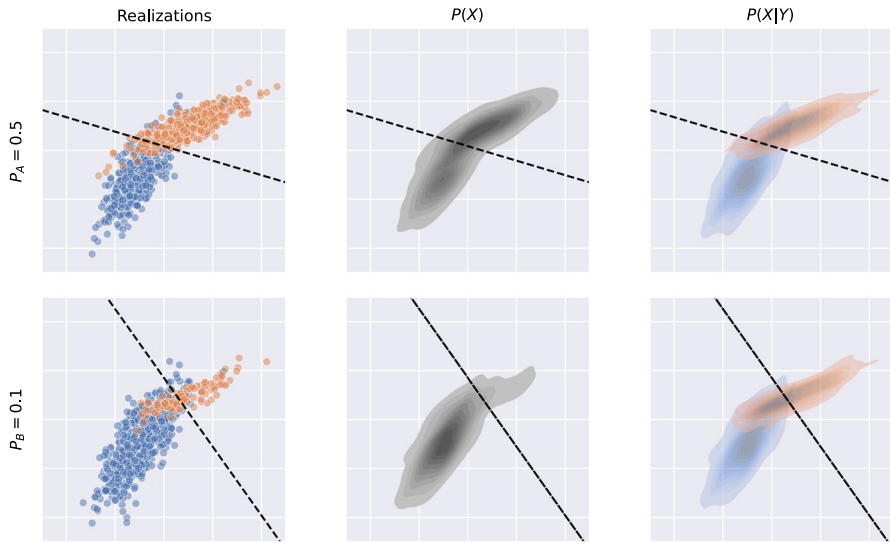 Realizations
P(X)
P(X|Y)
P_A = 0.5
P_B = 0.1